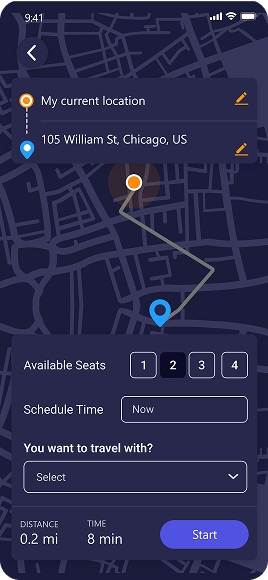 9:41
My current location
105 William St, Chicago, US
Available Seats 1 2 3 4
Schedule Time Now
You want to travel with?
Select
DISTANCE TIME
0.2 mi 8 min Start